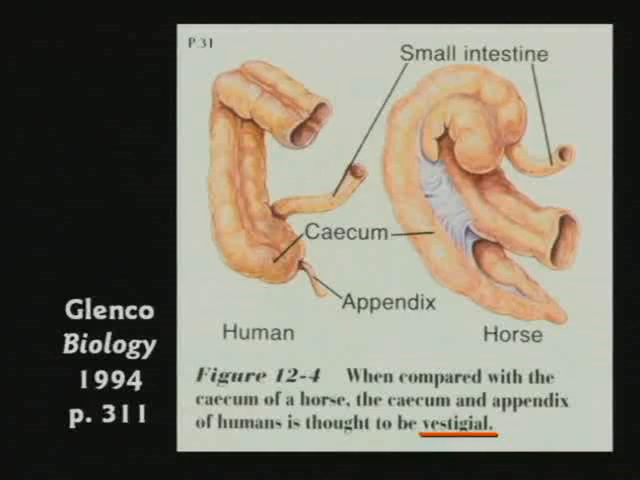 P.31
Small intestine
Caecum
Appendix
Human
Horse
Glenco
Biology
1994
p. 311
Figure 12-4 When compared with the
caecum of a horse, the caecum and appendix
of humans is thought to be vestigial.